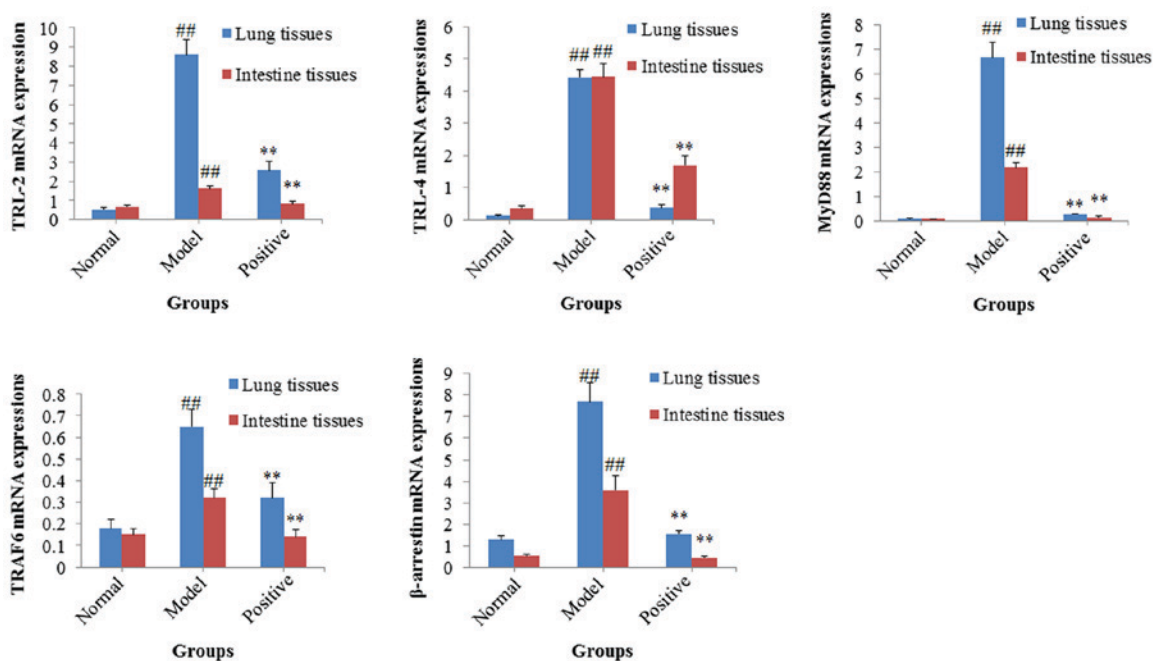 TRL-2 mRNA expressions
10
9
8
7
6
5
4
3
2
1
0
##
##
**
**
Lung tissues
Intestine tissues
Normal
Model
Positive
Groups
TRL-4 mRNA expressions
6
5
4
3
2
1
0
## ##
**
**
Lung tissues
Intestine tissues
Normal
Model
Positive
Groups
MyD88 mRNA expressions
8
7
6
5
4
3
2
1
0
##
##
** **
Lung tissues
Intestine tissues
Normal
Model
Positive
Groups
TRAF6 mRNA expressions
0.8
0.7
0.6
0.5
0.4
0.3
0.2
0.1
0
##
##
**
**
Lung tissues
Intestine tissues
Normal
Model
Positive
Groups
β-arrestin mRNA expressions
9
8
7
6
5
4
3
2
1
0
##
##
**
**
Lung tissues
Intestine tissues
Normal
Model
Positive
Groups